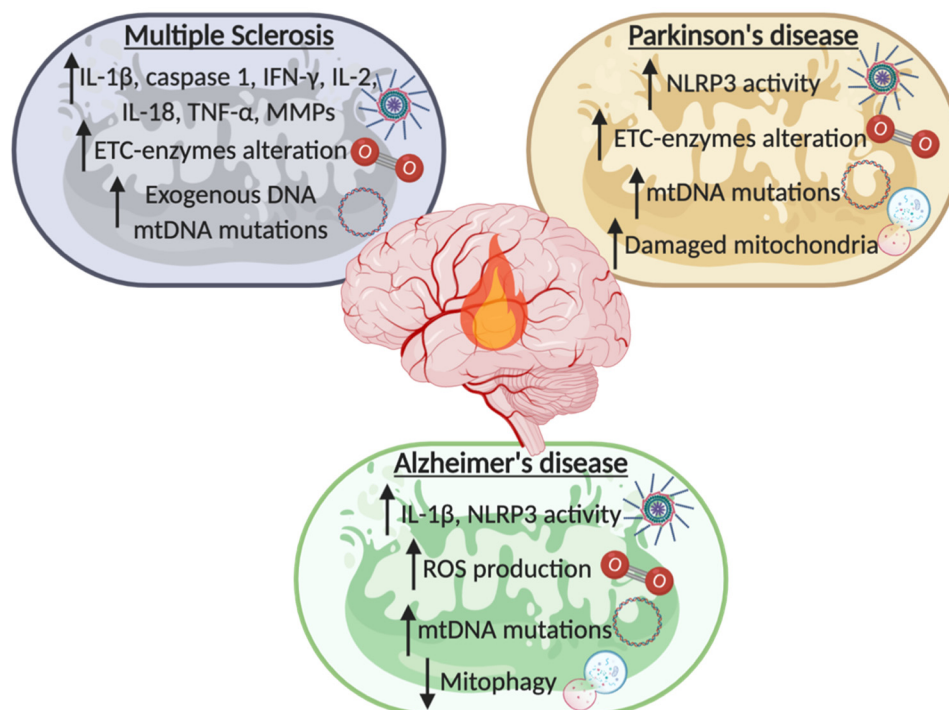 Multiple Sclerosis
IL-1β, caspase 1, IFN-γ, IL-2,
IL-18, TNF-α, MMPs
ETC-enzymes alteration
O
O
Exogenous DNA
mtDNA mutations
Parkinson's disease
NLRP3 activity
ETC-enzymes alteration
O
O
mtDNA mutations
Damaged mitochondria
Alzheimer's disease
IL-1β, NLRP3 activity
ROS production
O
O
mtDNA mutations
Mitophagy